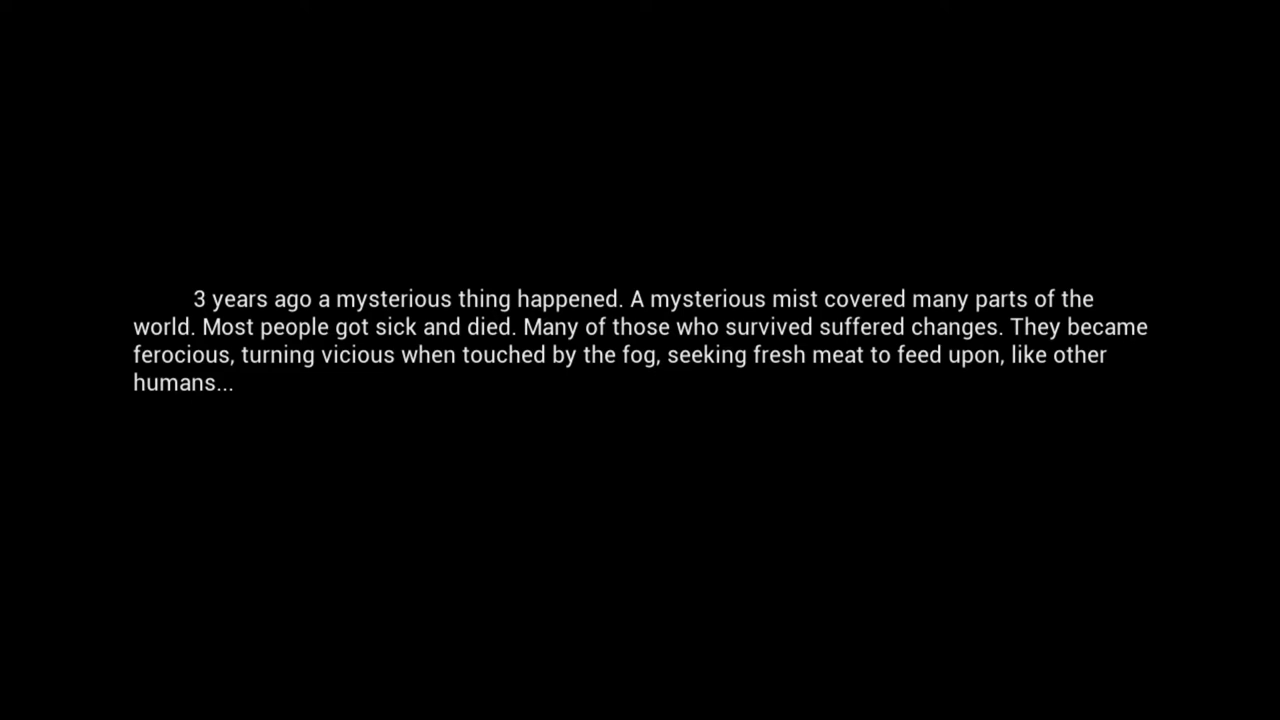 3 years ago a mysterious thing happened. A mysterious mist covered many parts of the
world. Most people got sick and died. Many of those who survived suffered changes. They became
ferocious, turning vicious when touched by the fog, seeking fresh meat to feed upon, like other
humans...